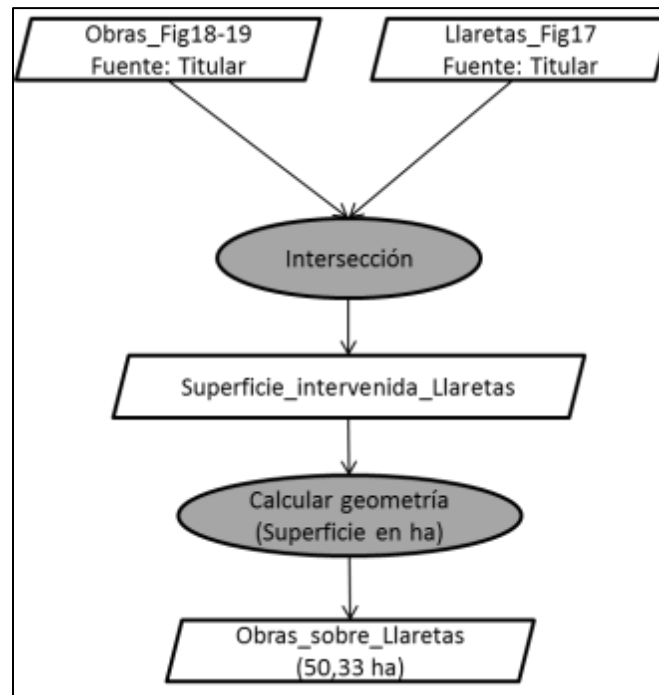 Obras_Fig18-19
Fuente: Titular
Llaretas_Fig17
Fuente: Titular
Intersección
Superficie_intervenida_Llaretas
Calcular geometría
(Superficie en ha)
Obras_sobre_Llaretas
(50,33 ha)